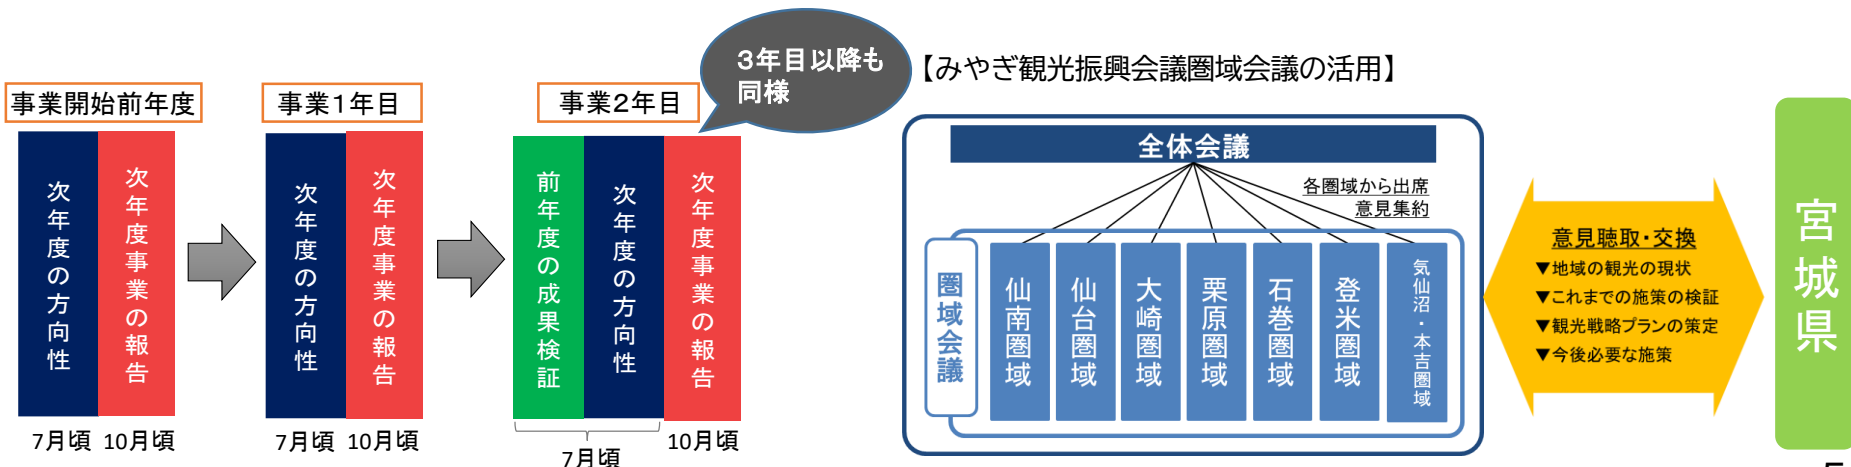 3年目以降も
同様
事業開始前年度
次年度の方向性
次年度事業の報告
7月頃
10月頃
事業1年目
次年度の方向性
次年度事業の報告
7月頃
10月頃
事業2年目
前年度の成果検証
次年度の方向性
次年度事業の報告
7月頃
10月頃
【みやぎ観光振興会議圏域会議の活用】
全体会議
各圏域から出席
意見集約
圏域会議
仙南圏域
仙台圏域
大崎圏域
栗原圏域
石巻圏域
登米圏域
気仙沼・本吉圏域
意見聴取・交換
▼地域の観光の現状
▼これまでの施策の検証
▼観光戦略プランの策定
▼今後必要な施策
宮城県